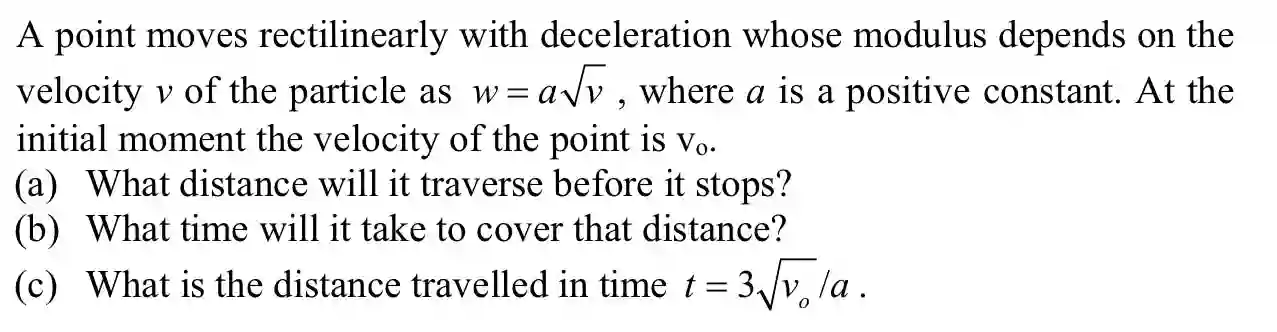 A point moves rectilinearly with deceleration whose modulus depends on the
velocity v of the particle as w = a√v , where a is a positive constant. At the
initial moment the velocity of the point is vₒ.
(a) What distance will it traverse before it stops?
(b) What time will it take to cover that distance?
(c) What is the distance travelled in time t = 3√vₒ /a .